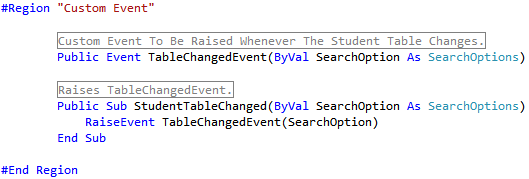 #Region "Custom Event"
Custom Event To Be Raised Whenever The Student Table Changes.
Public Event TableChangedEvent(ByVal SearchOption As SearchOptions)
Raises TableChangedEvent.
Public Sub StudentTableChanged(ByVal SearchOption As SearchOptions)
RaiseEvent TableChangedEvent(SearchOption)
End Sub
#End Region